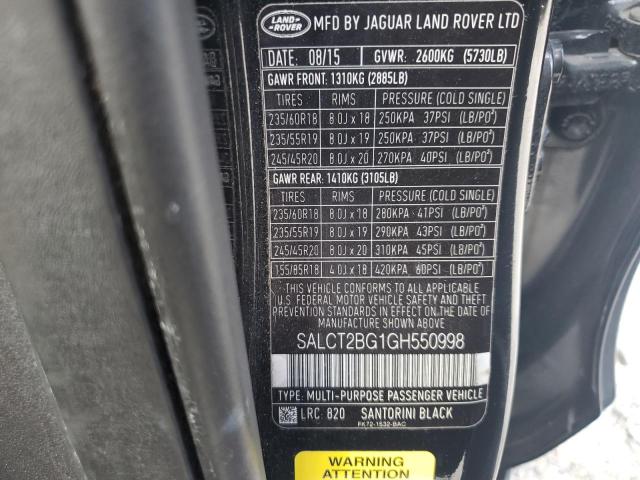 LAND-
ROVER
MFD BY JAGUAR LAND ROVER LTD
DATE: 08/15 GVWR: 2600KG (5730LB)
GAWR FRONT: 1310KG (2885LB)
TIRES RIMS PRESSURE (COLD SINGLE)
235/60R18 8.0J x 18 250KPA 37PSI (LB/PO²)
235/55R19 8.0J x 19 250KPA 37PSI (LB/PO²)
245/45R20 8.0J x 20 270KPA 40PSI (LB/PO²)
GAWR REAR: 1410KG (3105LB)
TIRES RIMS PRESSURE (COLD SINGLE)
235/60R18 8.0J x 18 280KPA 41PSI (LB/PO²)
235/55R19 8.0J x 19 290KPA 43PSI (LB/PO²)
245/45R20 8.0J x 20 310KPA 45PSI (LB/PO²)
155/85R18 4.0J x 18 420KPA 60PSI (LB/PO²)
THIS VEHICLE CONFORMS TO ALL APPLICABLE
U.S. FEDERAL MOTOR VEHICLE SAFETY AND THEFT
PREVENTION STANDARDS IN EFFECT ON THE DATE
OF MANUFACTURE SHOWN ABOVE
SALCT2BG1GH550998
TYPE: MULTI-PURPOSE PASSENGER VEHICLE
LRC: 820 SANTORINI BLACK
FK72-1532-BAC
WARNING
ATTENTION